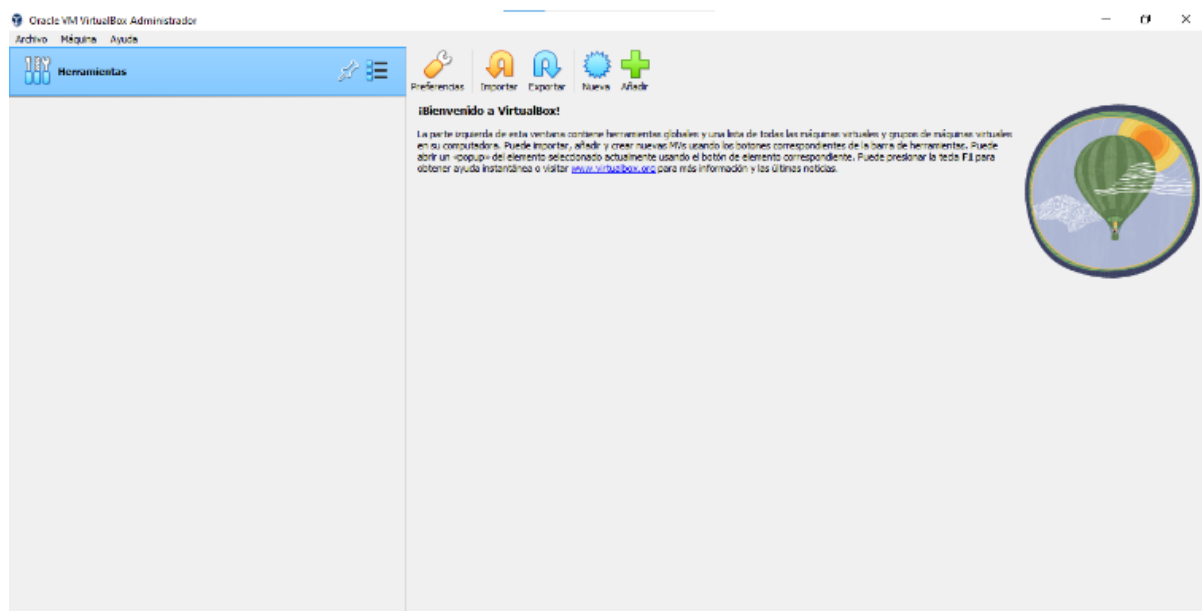 Oracle VM VirtualBox Administrador
Archivo Máquina Ayuda
Herramientas
Preferencias Importar Exportar Nueva Añadir
¡Bienvenido a VirtualBox!
La parte izquierda de esta ventana contiene herramientas globales y una lista de todas las máquinas virtuales y grupos de máquinas virtuales
en su computadora. Puede importar, añadir y crear nuevas MVs usando los botones correspondientes de la barra de herramientas. Puede
abrir un «popup» del elemento seleccionado actualmente usando el botón de elemento correspondiente. Puede presionar la tecla F1 para
obtener ayuda instantánea o visitar www.virtualbox.org para más información y las últimas noticias.